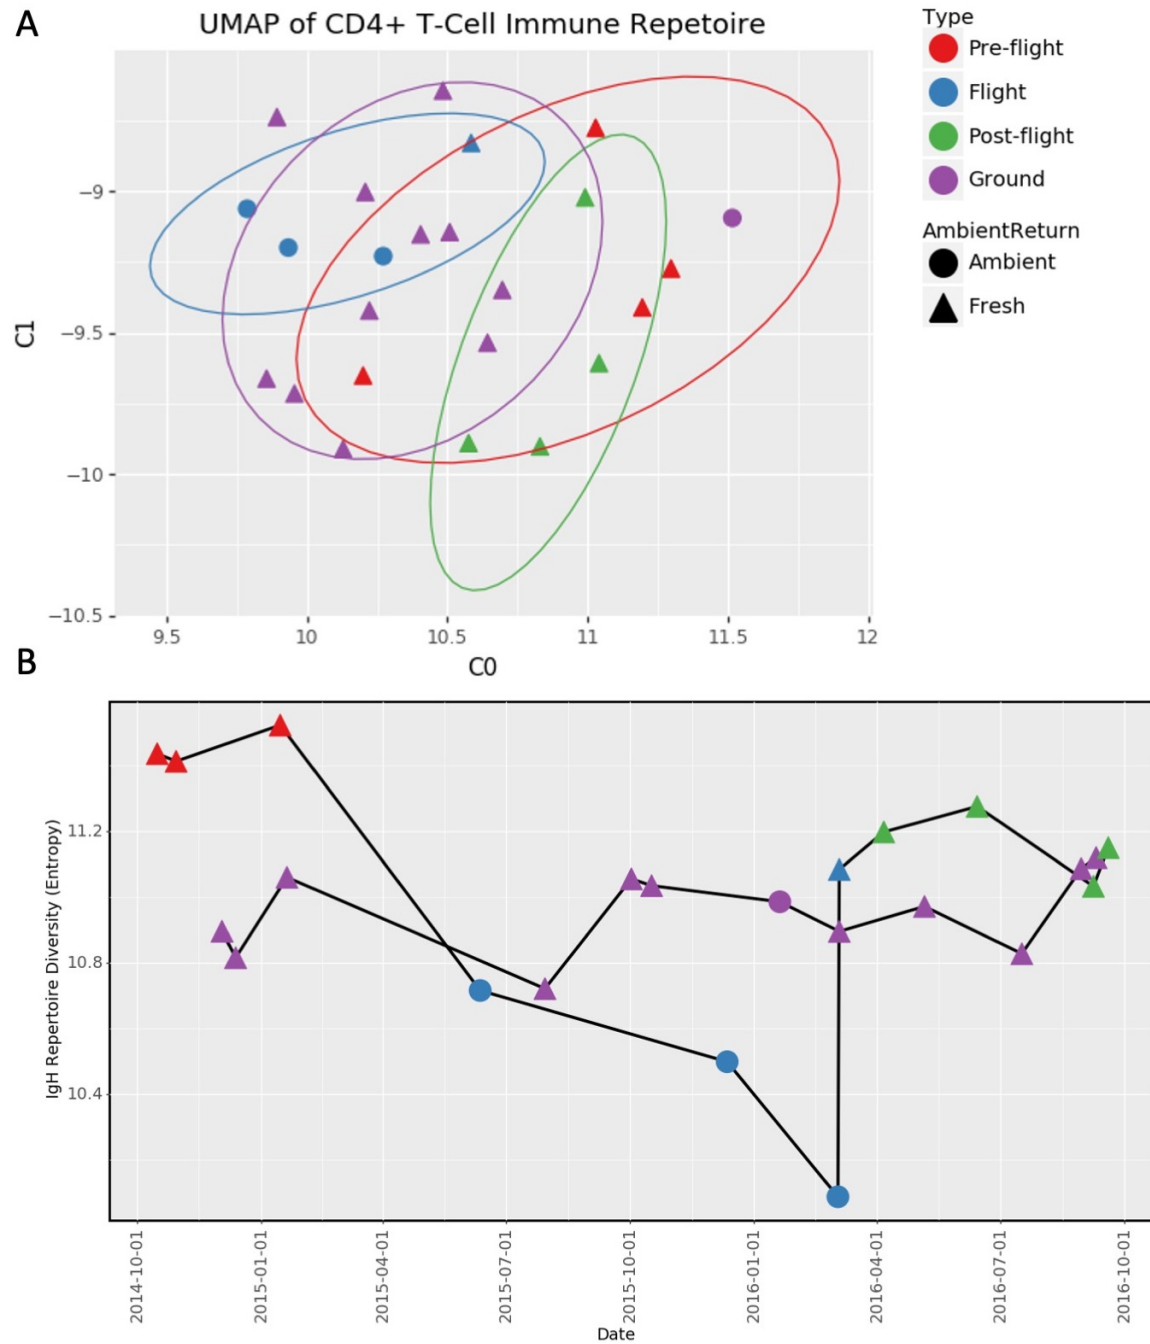 A
UMAP of CD4+ T-Cell Immune Repetoire
Type
Pre-flight
Flight
Post-flight
Ground
AmbientReturn
Ambient
Fresh
C1
−9
−9.5
−10
−10.5
9.5 10 10.5 11 11.5 12
C0
B
IgH Repertoire Diversity (Entropy)
11.2
10.8
10.4
2014-10-01
2015-01-01
2015-04-01
2015-07-01
2015-10-01
2016-01-01
2016-04-01
2016-07-01
2016-10-01
Date